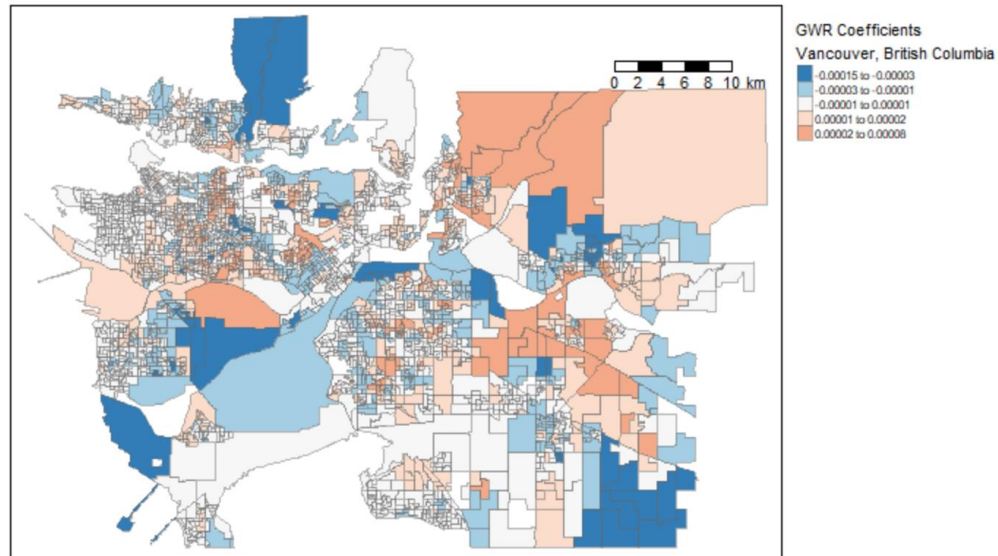 GWR Coefficients
Vancouver, British Columbia
-0.00015 to -0.00003
-0.00003 to -0.00001
-0.00001 to 0.00001
0.00001 to 0.00002
0.00002 to 0.00008
0 2 4 6 8 10 km